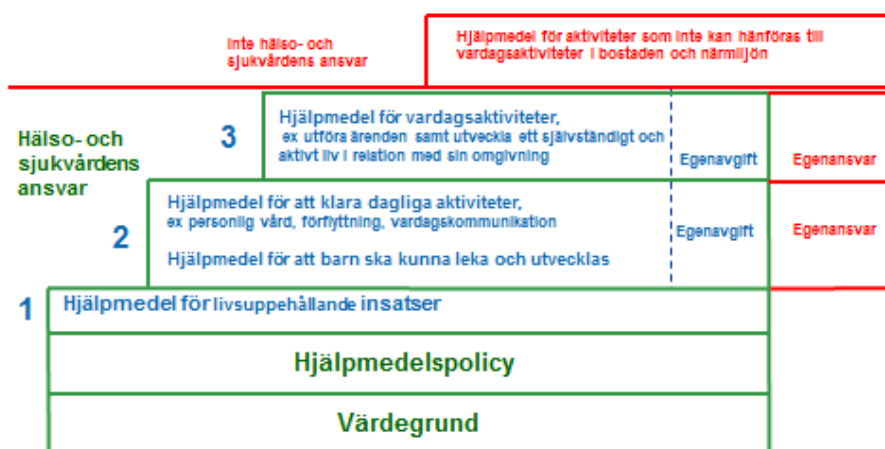 Inte hälso- och
sjukvårdens ansvar
Hjälpmedel för aktiviteter som inte kan hänföras till
vardagsaktiviteter i bostaden och närmiljön
Hälso- och
sjukvårdens
ansvar
3
Hjälpmedel för vardagsaktiviteter,
ex utföra ärenden samt utveckla ett självständigt och
aktivt liv i relation med sin omgivning
Egenavgift
Egenansvar
2
Hjälpmedel för att klara dagliga aktiviteter,
ex personlig vård, förflyttning, vardagskommunikation
Hjälpmedel för att barn ska kunna leka och utvecklas
Egenavgift
Egenansvar
1
Hjälpmedel för livsuppehållande insatser
Hjälpmedelspolicy
Värdegrund